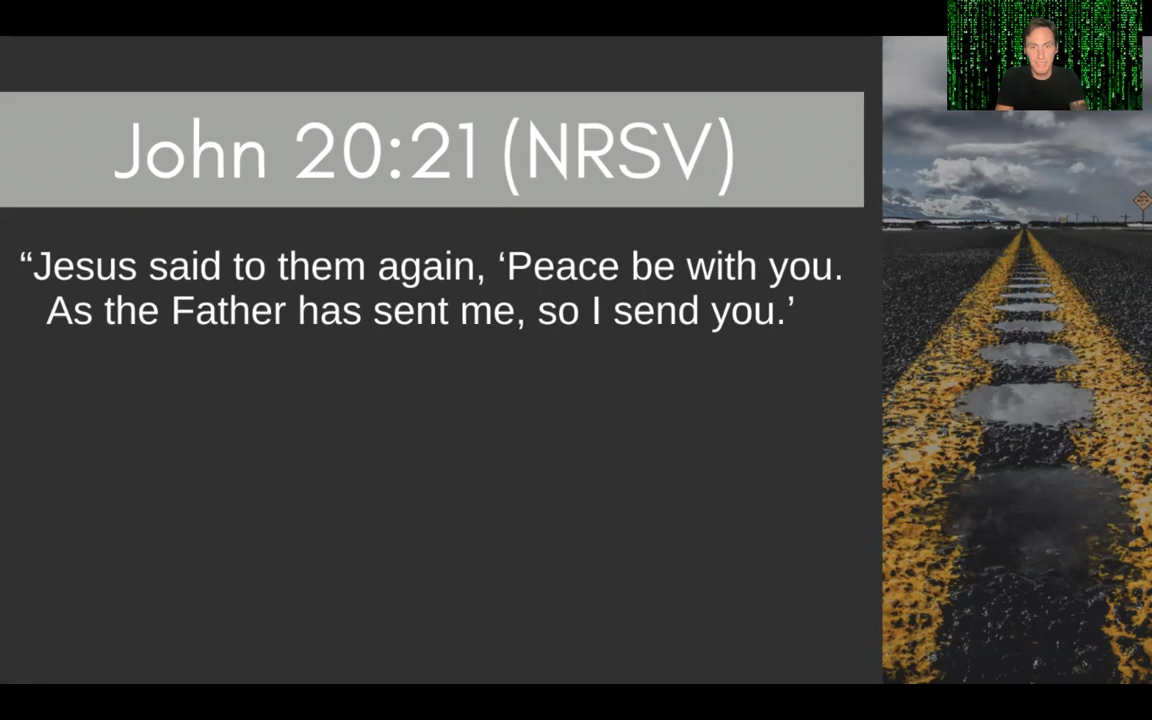 John 20:21 (NRSV)
“Jesus said to them again, ‘Peace be with you.
As the Father has sent me, so I send you.’